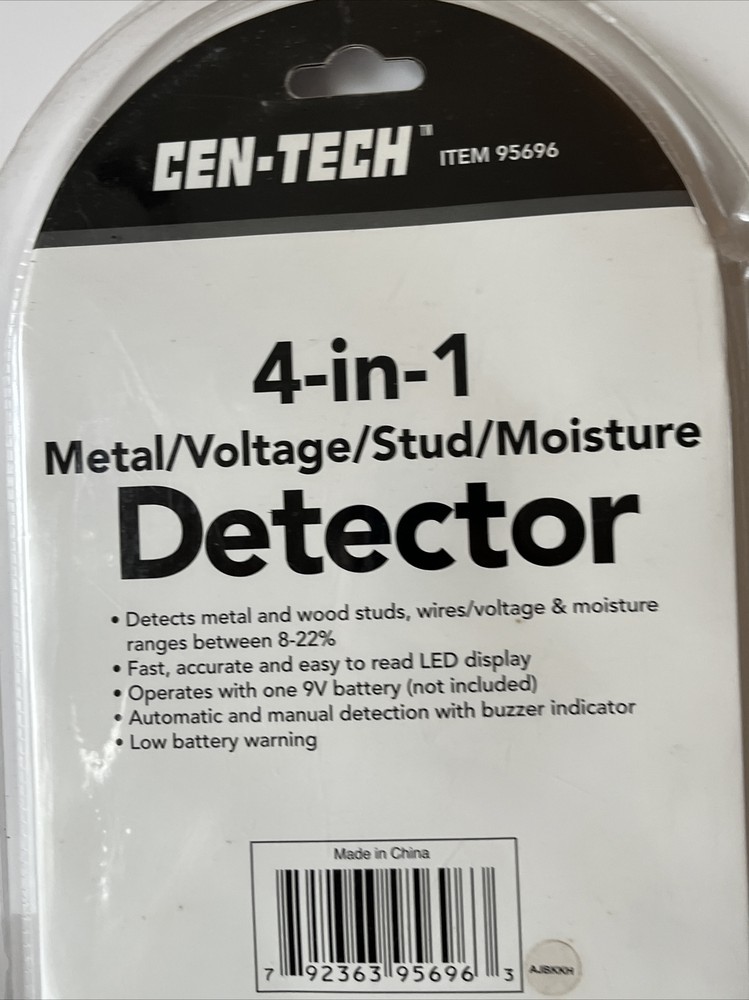 CEN-TECH™ ITEM 95696
4-in-1
Metal/Voltage/Stud/Moisture
Detector
• Detects metal and wood studs, wires/voltage & moisture
ranges between 8-22%
• Fast, accurate and easy to read LED display
• Operates with one 9V battery (not included)
• Automatic and manual detection with buzzer indicator
• Low battery warning
Made in China
7 92363 95696 3
AJBKKH